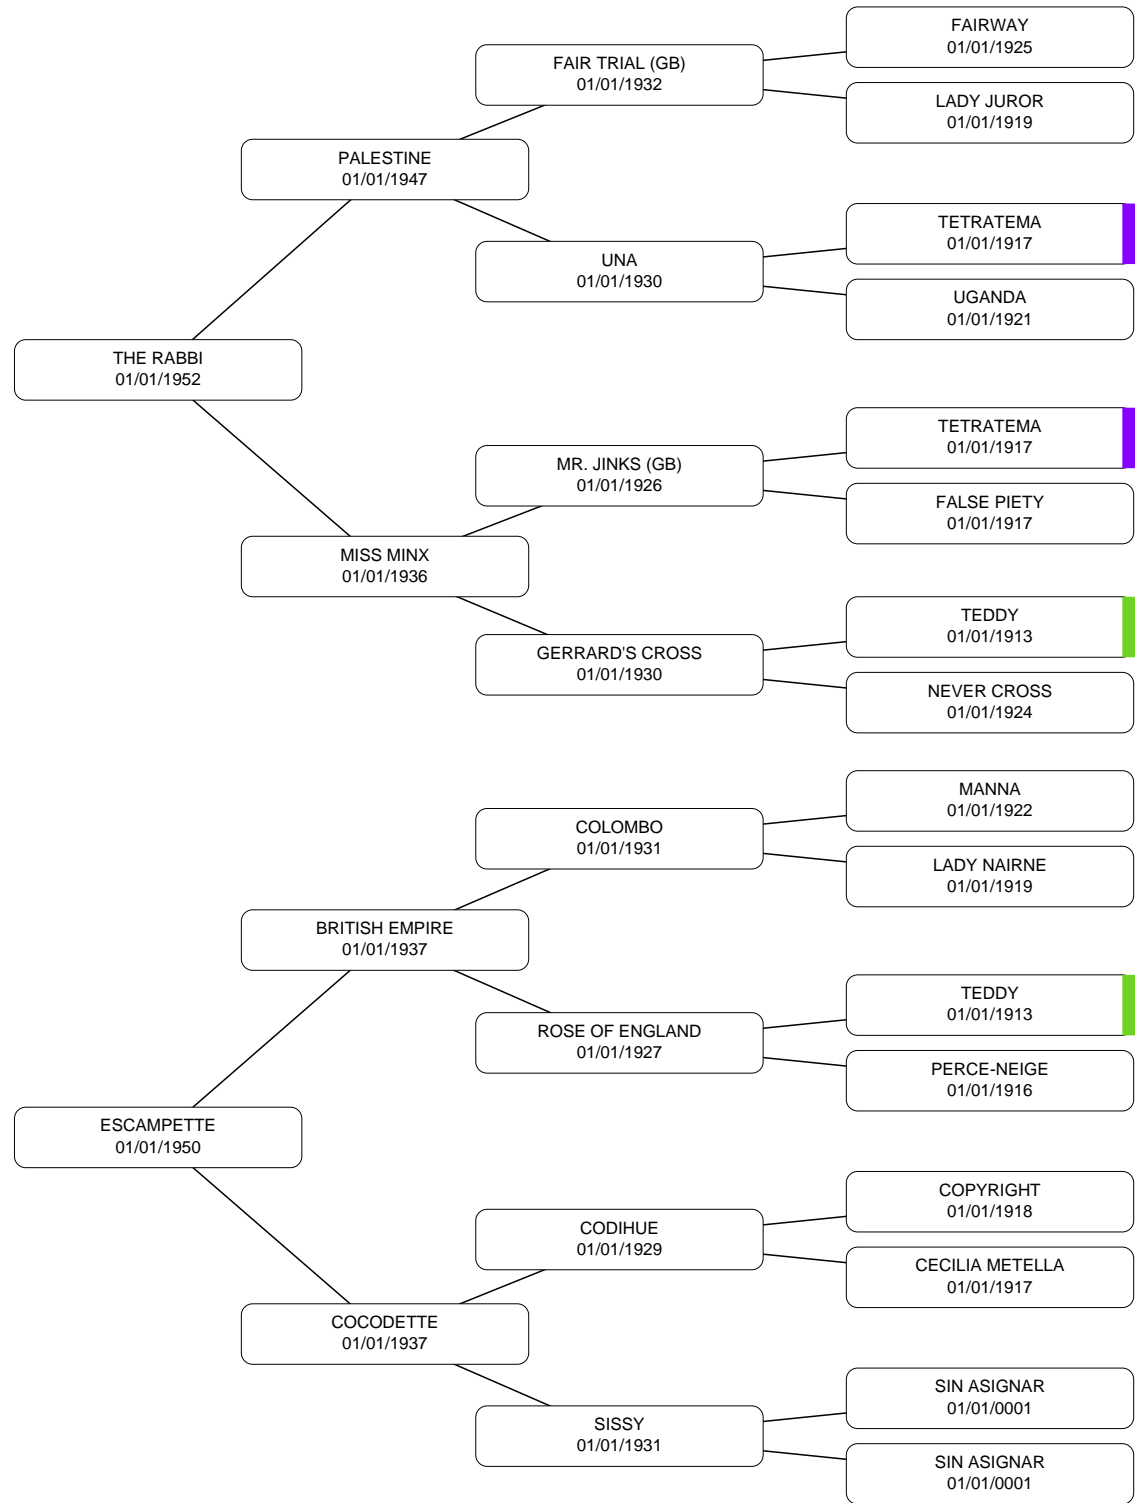 FAIRWAY
01/01/1925
FAIR TRIAL (GB)
01/01/1932
LADY JUROR
01/01/1919
PALESTINE
01/01/1947
TETRATEMA
01/01/1917
UNA
01/01/1930
UGANDA
01/01/1921
THE RABBI
01/01/1952
TETRATEMA
01/01/1917
MR. JINKS (GB)
01/01/1926
FALSE PIETY
01/01/1917
MISS MINX
01/01/1936
TEDDY
01/01/1913
GERRARD'S CROSS
01/01/1930
NEVER CROSS
01/01/1924
MANNA
01/01/1922
COLOMBO
01/01/1931
LADY NAIRNE
01/01/1919
BRITISH EMPIRE
01/01/1937
TEDDY
01/01/1913
ROSE OF ENGLAND
01/01/1927
PERCE-NEIGE
01/01/1916
ESCAMPETTE
01/01/1950
COPYRIGHT
01/01/1918
CODIHUE
01/01/1929
CECILIA METELLA
01/01/1917
COCODETTE
01/01/1937
SIN ASIGNAR
01/01/0001
SISSY
01/01/1931
SIN ASIGNAR
01/01/0001